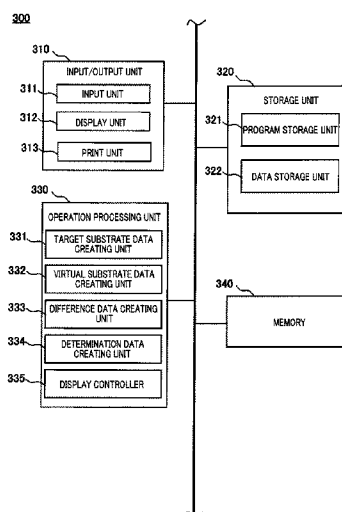 300
310
INPUT/OUTPUT UNIT
311
INPUT UNIT
312
DISPLAY UNIT
313
PRINT UNIT
320
STORAGE UNIT
321
PROGRAM STORAGE UNIT
322
DATA STORAGE UNIT
330
OPERATION PROCESSING UNIT
331
TARGET SUBSTRATE DATA
CREATING UNIT
332
VIRTUAL SUBSTRATE DATA
CREATING UNIT
333
DIFFERENCE DATA CREATING
UNIT
334
DETERMINATION DATA
CREATING UNIT
335
DISPLAY CONTROLLER
340
MEMORY